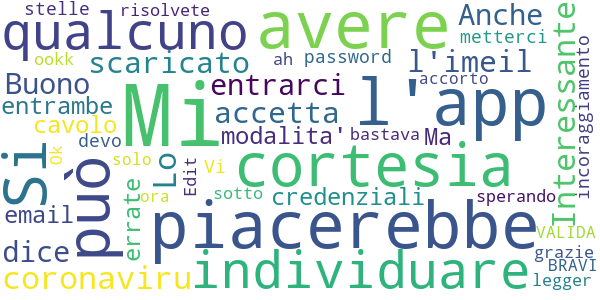 stelle
risolvete
qualcuno
avere
Anche
metterci
Interessante
incoraggiamento
ookk
scaricato
ah
password
l'imeil
Buono
entrarci
accorto
entrambe
Mi
accetta
l'app
cavolo
modalita'
bastava
Ma
devo
Si
può
Ok
solo
Lo
cortesia
Vi
Edit
errate
ora
sotto
credenziali
sperando
email
piacerebbe
VALIDA
dice
grazie
BRAVI
coronaviru
individuare
legger